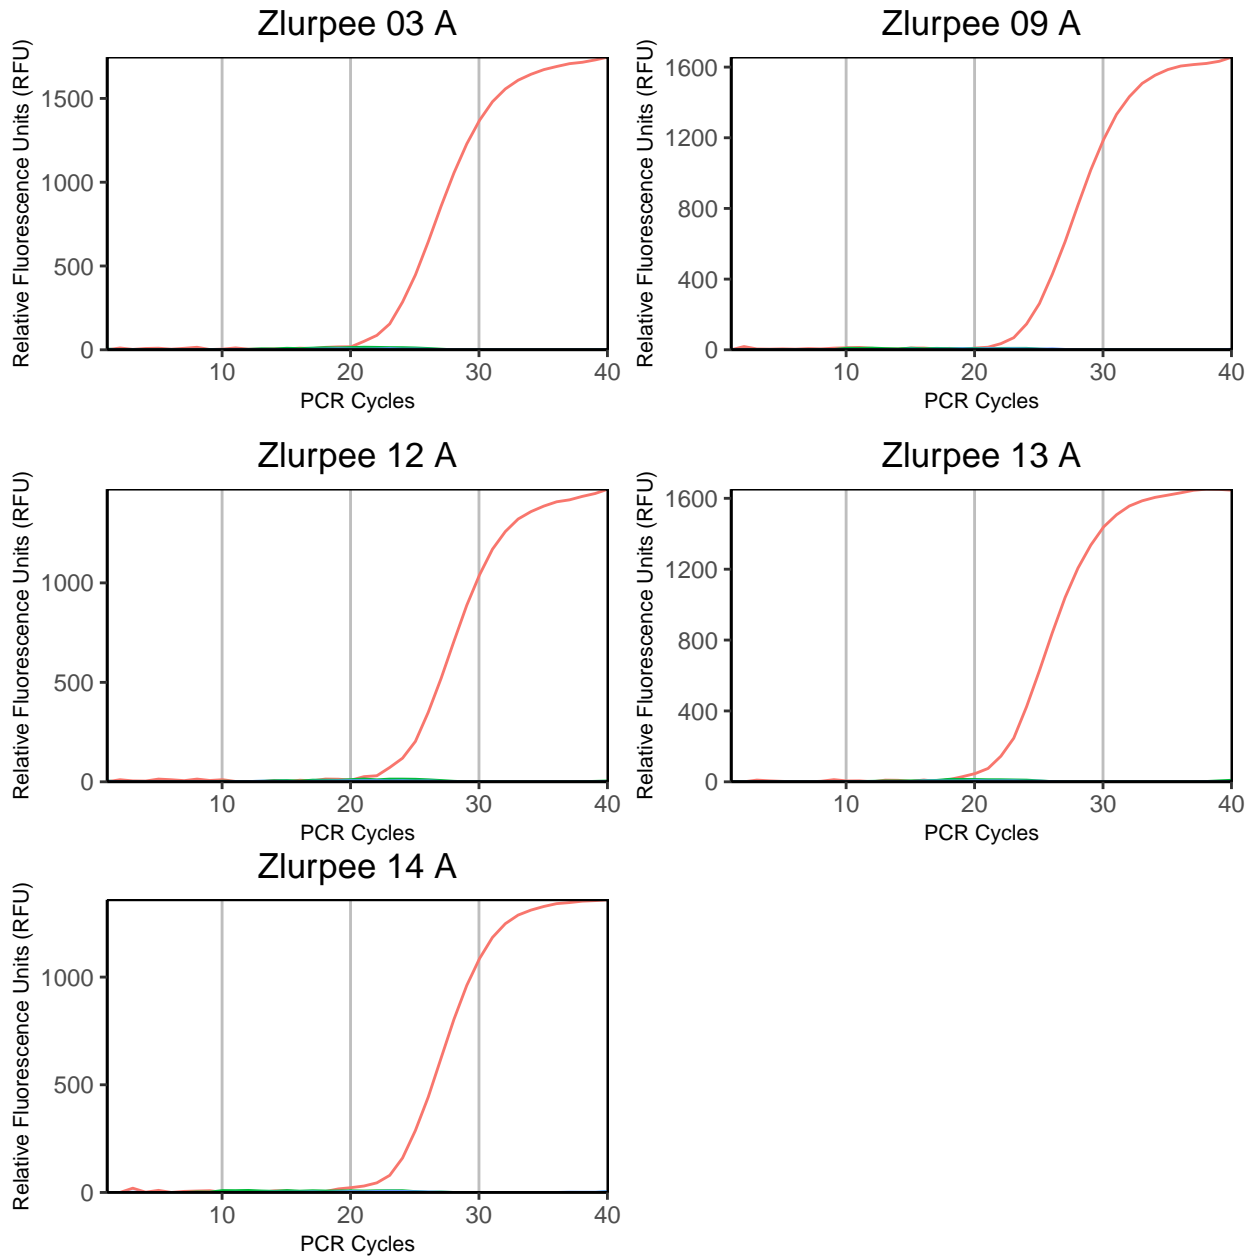 Zlurpee 03 A
Relative Fluorescence Units (RFU)
1500
1000
500
0
10 20 30 40
PCR Cycles
Zlurpee 09 A
Relative Fluorescence Units (RFU)
1600
1200
800
400
0
10 20 30 40
PCR Cycles
Zlurpee 12 A
Relative Fluorescence Units (RFU)
1000
500
0
10 20 30 40
PCR Cycles
Zlurpee 13 A
Relative Fluorescence Units (RFU)
1600
1200
800
400
0
10 20 30 40
PCR Cycles
Zlurpee 14 A
Relative Fluorescence Units (RFU)
1000
500
0
10 20 30 40
PCR Cycles